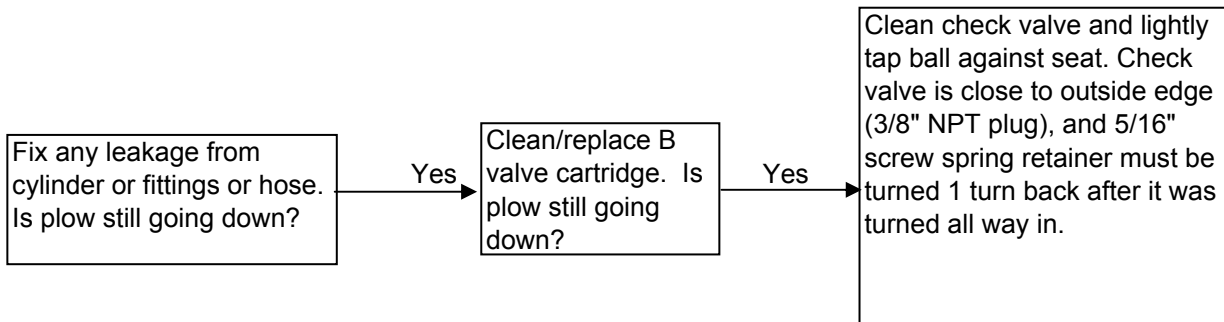 Fix any leakage from
cylinder or fittings or hose.
Is plow still going down?
Yes
Clean/replace B
valve cartridge.  Is
plow still going
down?
Yes
Clean check valve and lightly
tap ball against seat. Check
valve is close to outside edge
(3/8" NPT plug), and 5/16"
screw spring retainer must be
turned 1 turn back after it was
turned all way in.